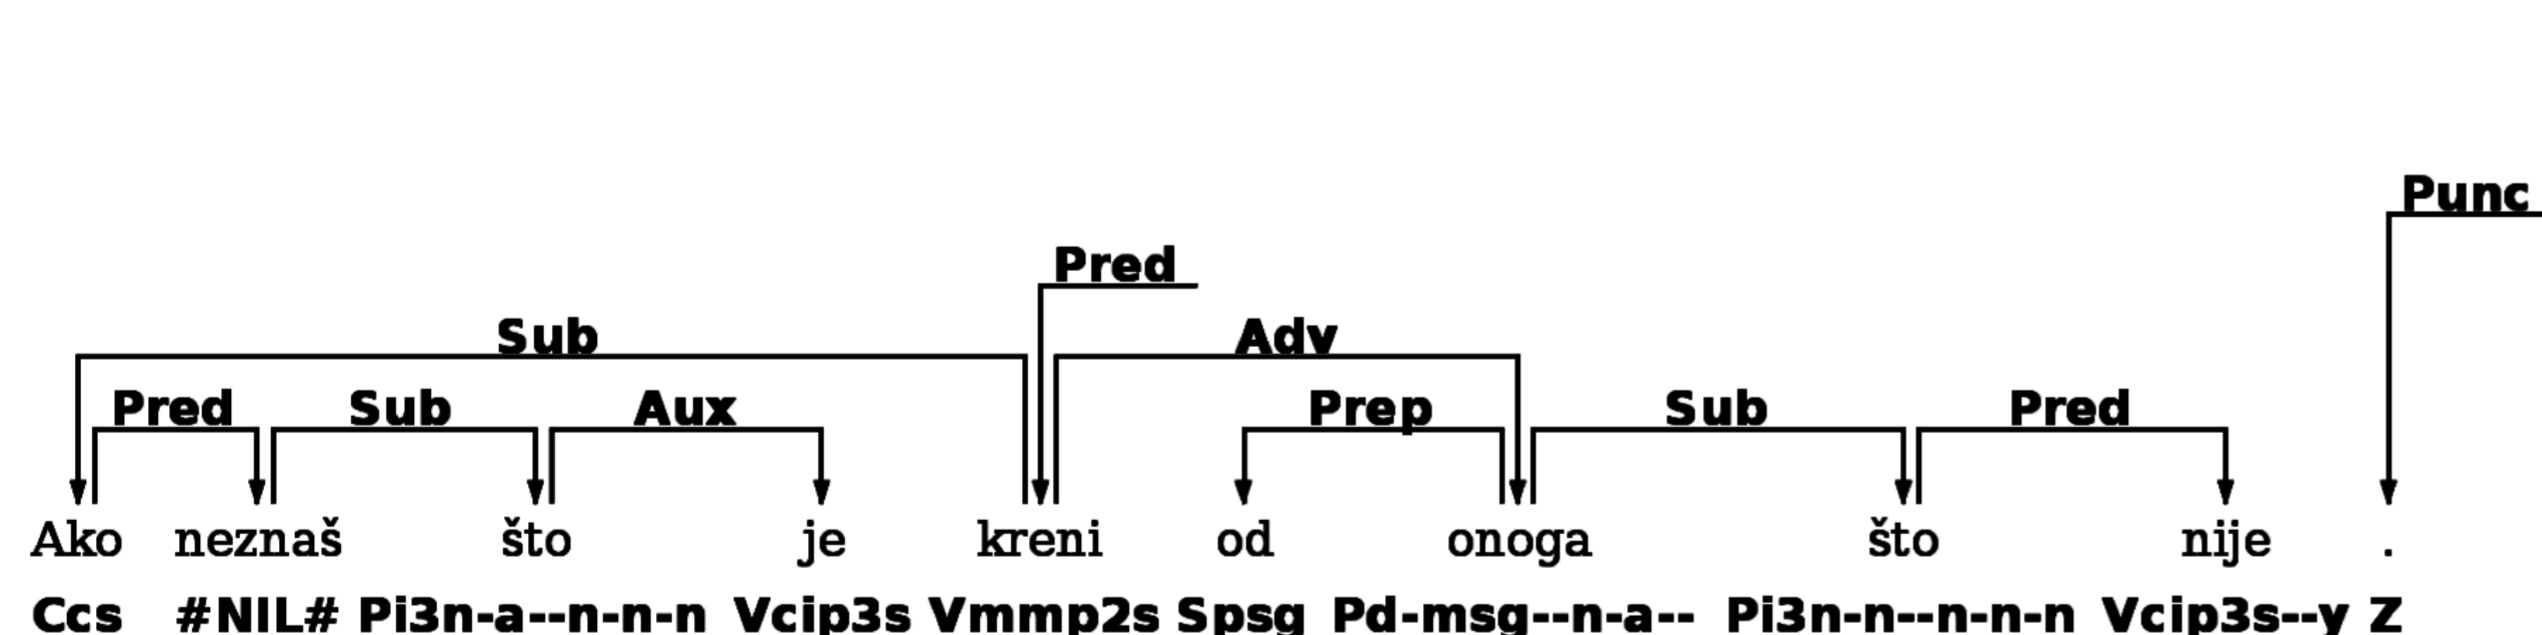 Punc
Pred
Sub Adv
Pred Sub Aux Prep Sub Pred
Ako neznaš što je kreni od onoga što nije .
Ccs #NIL# Pi3n-a--n-n-n Vcip3s Vmmp2s Spsg Pd-msg--n-a-- Pi3n-n--n-n-n Vcip3s--y Z